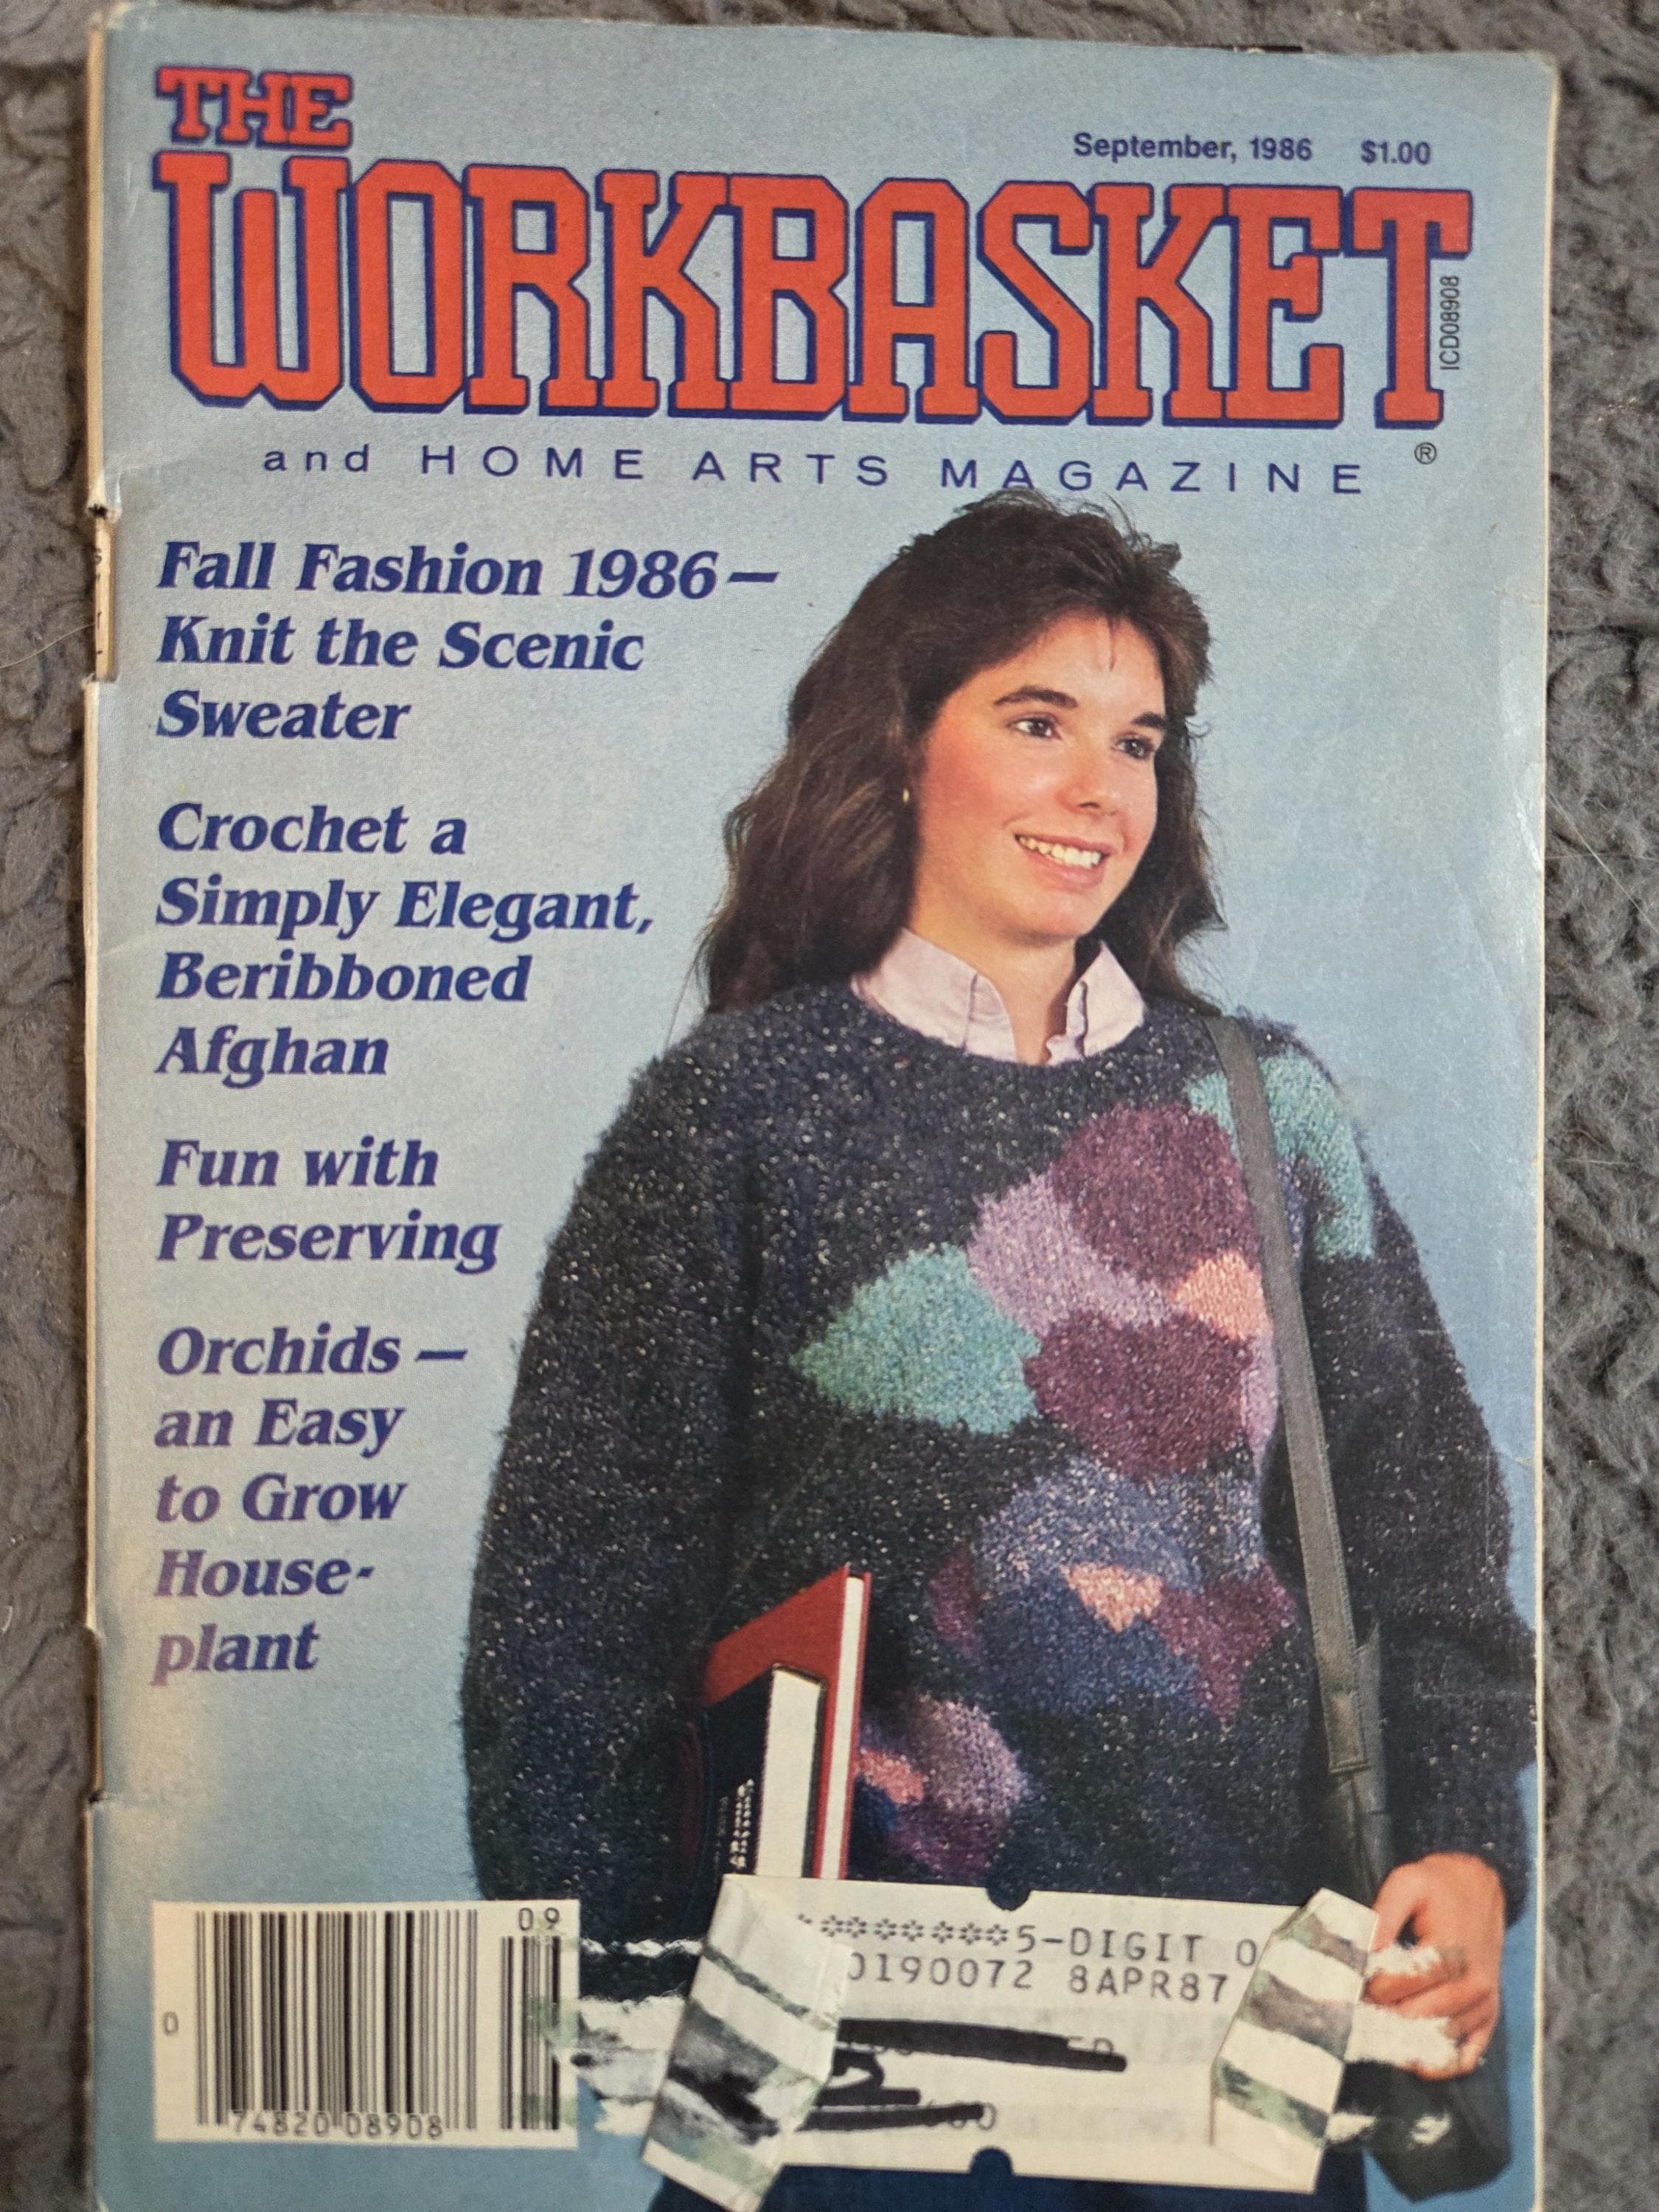 THE
September, 1986 $1.00
WORKBASKET
ICD08908
and HOME ARTS MAGAZINE ®
Fall Fashion 1986—
Knit the Scenic
Sweater
Crochet a
Simply Elegant,
Beribboned
Afghan
Fun with
Preserving
Orchids—
an Easy
to Grow
House-
plant
09
0
74820 08908
*******5-DIGIT 0
0190072 8APR87